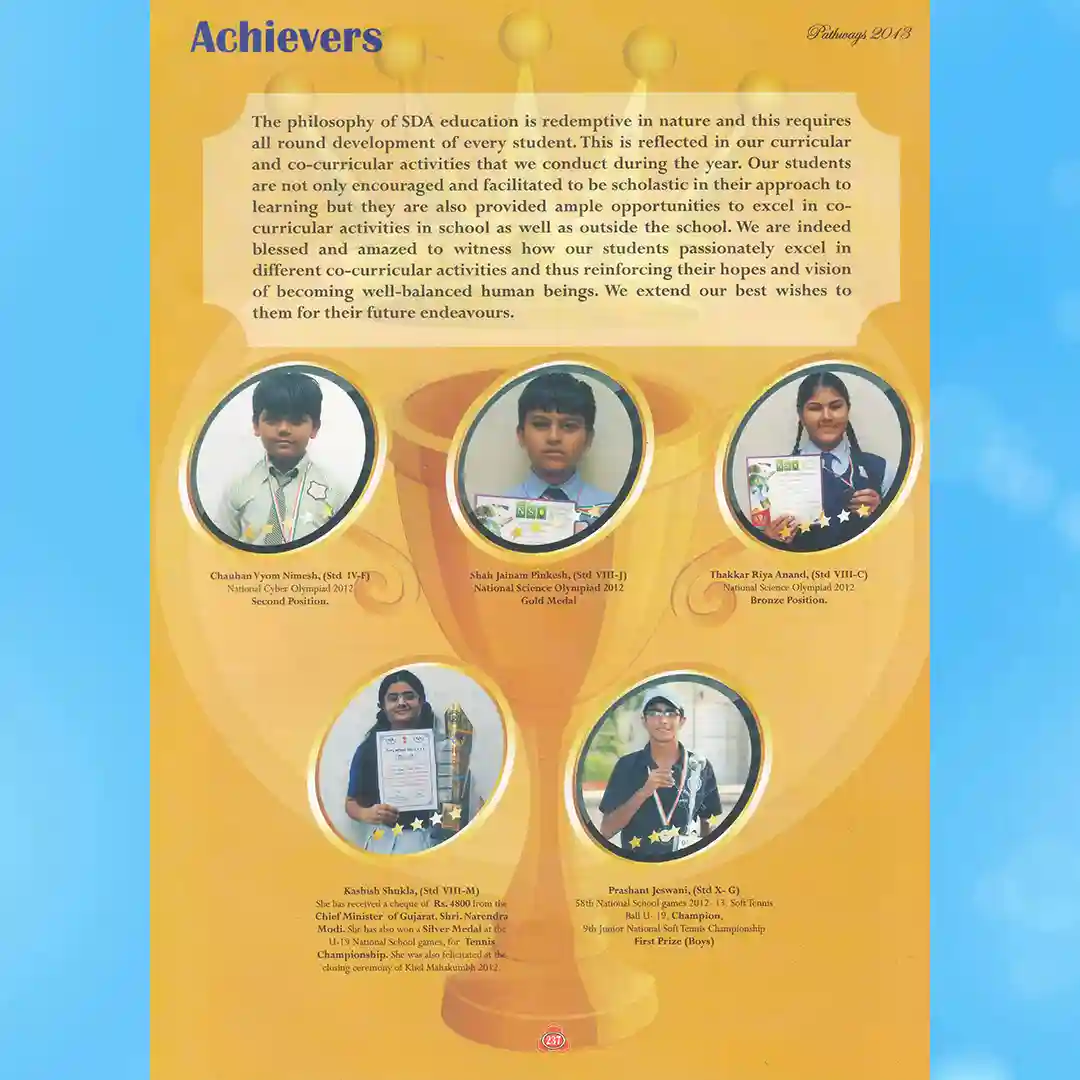 Achievers
Pathways 2013
The philosophy of SDA education is redemptive in nature and this requires
all round development of every student. This is reflected in our curricular
and co-curricular activities that we conduct during the year. Our students
are not only encouraged and facilitated to be scholastic in their approach to
learning but they are also provided ample opportunities to excel in co-
curricular activities in school as well as outside the school. We are indeed
blessed and amazed to witness how our students passionately excel in
different co-curricular activities and thus reinforcing their hopes and vision
of becoming well-balanced human beings. We extend our best wishes to
them for their future endeavours.
NSO
NSO
Chauhan Vyom Nimesh, (Std IV-F)
National Cyber Olympiad 2012
Second Position.
Shah Jainam Pinkesh, (Std VIII-J)
National Science Olympiad 2012
Gold Medal
Thakkar Riya Anand, (Std VIII-C)
National Science Olympiad 2012
Bronze Position.
Kashish Shukla, (Std VIII-M)
She has received a cheque of Rs. 4800 from the
Chief Minister of Gujarat, Shri. Narendra
Modi. She has also won a Silver Medal at the
U-19 National School games, for Tennis
Championship. She was also felicitated at the
closing ceremony of Khel Mahakumbh 2012.
Prashant Jeswani, (Std X- G)
58th National School games 2012- 13, Soft Tennis
Ball U- 19, Champion,
9th Junior National Soft Tennis Championship
First Prize (Boys)
237